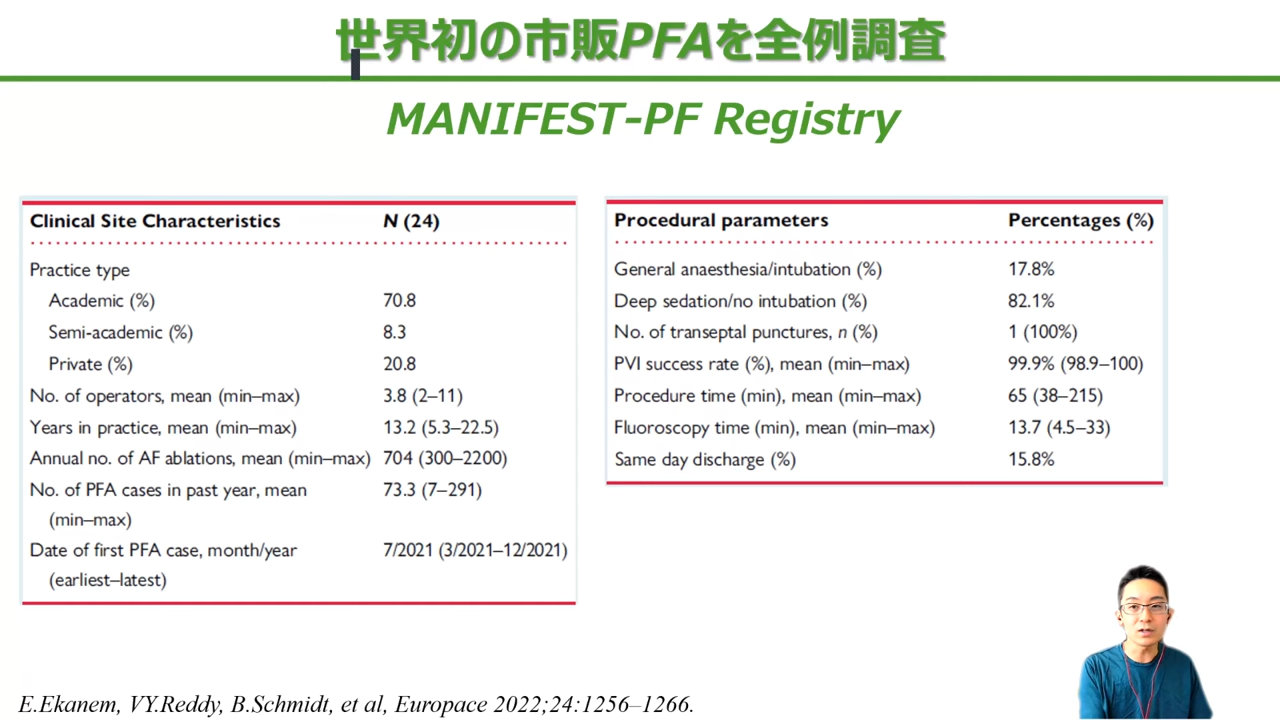 世界初の市販PFAを全例調査
MANIFEST-PF Registry
Clinical Site Characteristics N (24)
Practice type
Academic (%) 70.8
Semi-academic (%) 8.3
Private (%) 20.8
No. of operators, mean (min–max) 3.8 (2–11)
Years in practice, mean (min–max) 13.2 (5.3–22.5)
Annual no. of AF ablations, mean (min–max) 704 (300–2200)
No. of PFA cases in past year, mean 73.3 (7–291)
(min–max)
Date of first PFA case, month/year 7/2021 (3/2021–12/2021)
(earliest–latest)
Procedural parameters Percentages (%)
General anaesthesia/intubation (%) 17.8%
Deep sedation/no intubation (%) 82.1%
No. of transeptal punctures, n (%) 1 (100%)
PVI success rate (%), mean (min–max) 99.9% (98.9–100)
Procedure time (min), mean (min–max) 65 (38–215)
Fluoroscopy time (min), mean (min–max) 13.7 (4.5–33)
Same day discharge (%) 15.8%
E.Ekanem, VY.Reddy, B.Schmidt, et al, Europace 2022;24:1256–1266.